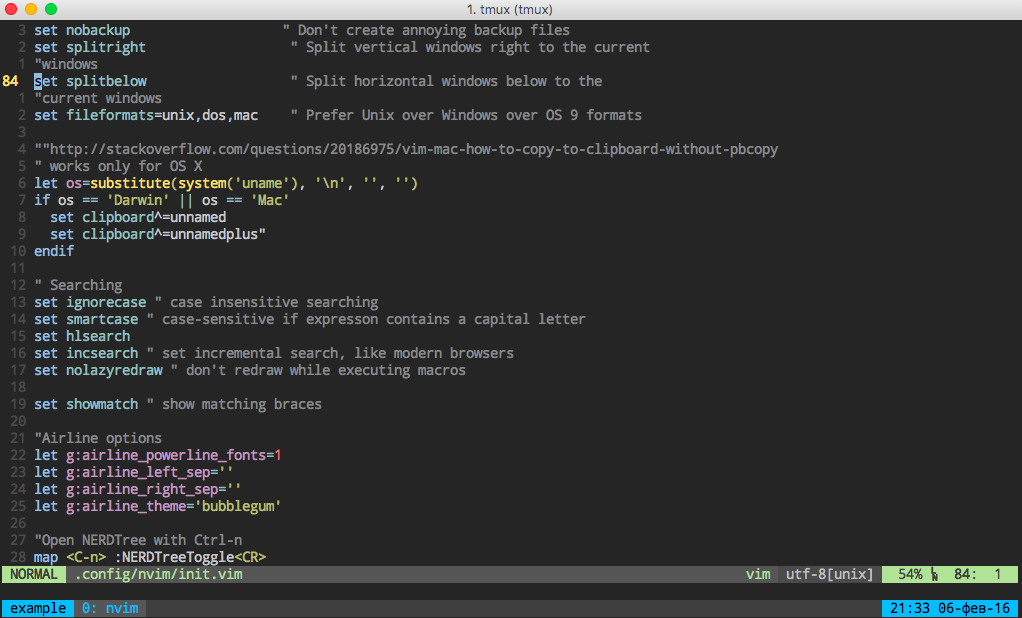 1. tmux (tmux)
3 set nobackup " Don't create annoying backup files
2 set splitright " Split vertical windows right to the current
1 "windows
84 set splitbelow " Split horizontal windows below to the
1 "current windows
2 set fileformats=unix,dos,mac " Prefer Unix over Windows over OS 9 formats
3
4 ""http://stackoverflow.com/questions/20186975/vim-mac-how-to-copy-to-clipboard-without-pbcopy
5 " works only for OS X
6 let os=substitute(system('uname'), '\n', '', '')
7 if os == 'Darwin' || os == 'Mac'
8 set clipboard^=unnamed
9 set clipboard^=unnamedplus"
10 endif
11
12 " Searching
13 set ignorecase " case insensitive searching
14 set smartcase " case-sensitive if expresson contains a capital letter
15 set hlsearch
16 set incsearch " set incremental search, like modern browsers
17 set nolazyredraw " don't redraw while executing macros
18
19 set showmatch " show matching braces
20
21 "Airline options
22 let g:airline_powerline_fonts=1
23 let g:airline_left_sep=''
24 let g:airline_right_sep=''
25 let g:airline_theme='bubblegum'
26
27 "Open NERDTree with Ctrl-n
28 map <C-n> :NERDTreeToggle<CR>
NORMAL .config/nvim/init.vim vim utf-8[unix] 54% 84: 1
example 0: nvim 21:33 06-фев-16